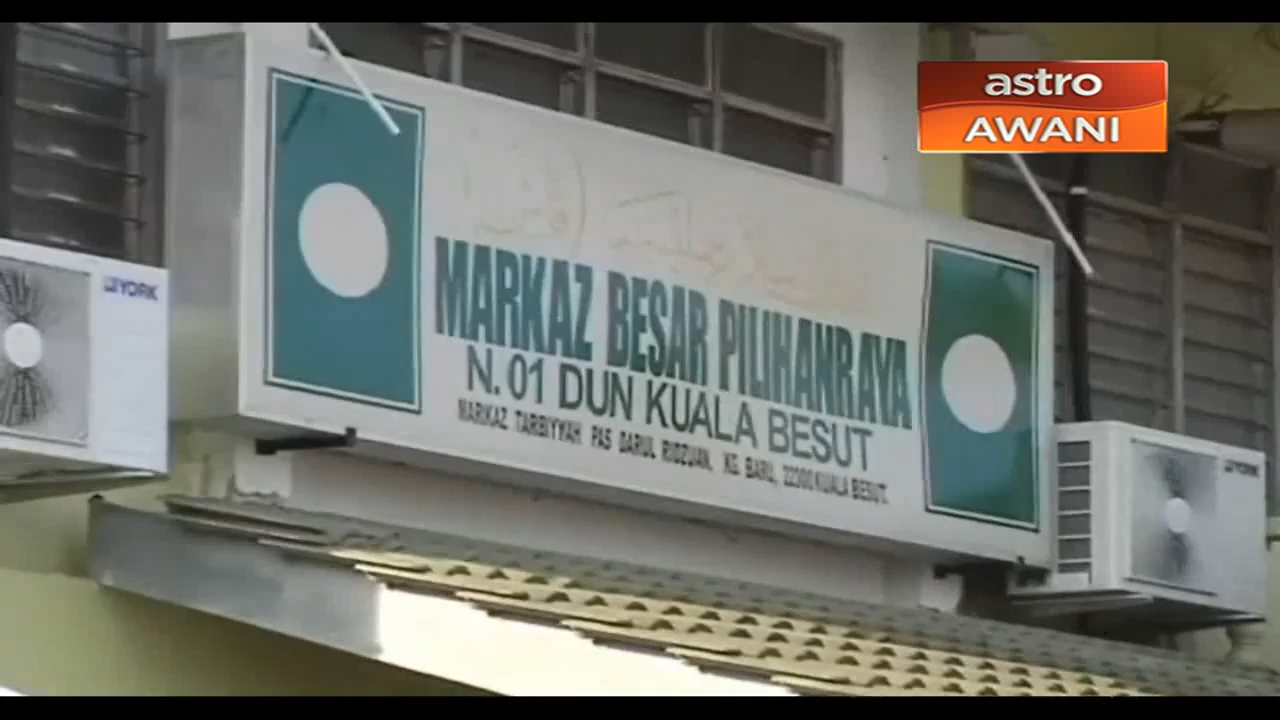 astro
AWANI
YORK
MARKAZ BESAR PILIHANRAYA
N. 01 DUN KUALA BESUT
MARKAZ TARBIYYAH PAS DARUL RIDZUAN, KG BARU, 22300 KUALA BESUT.
YORK